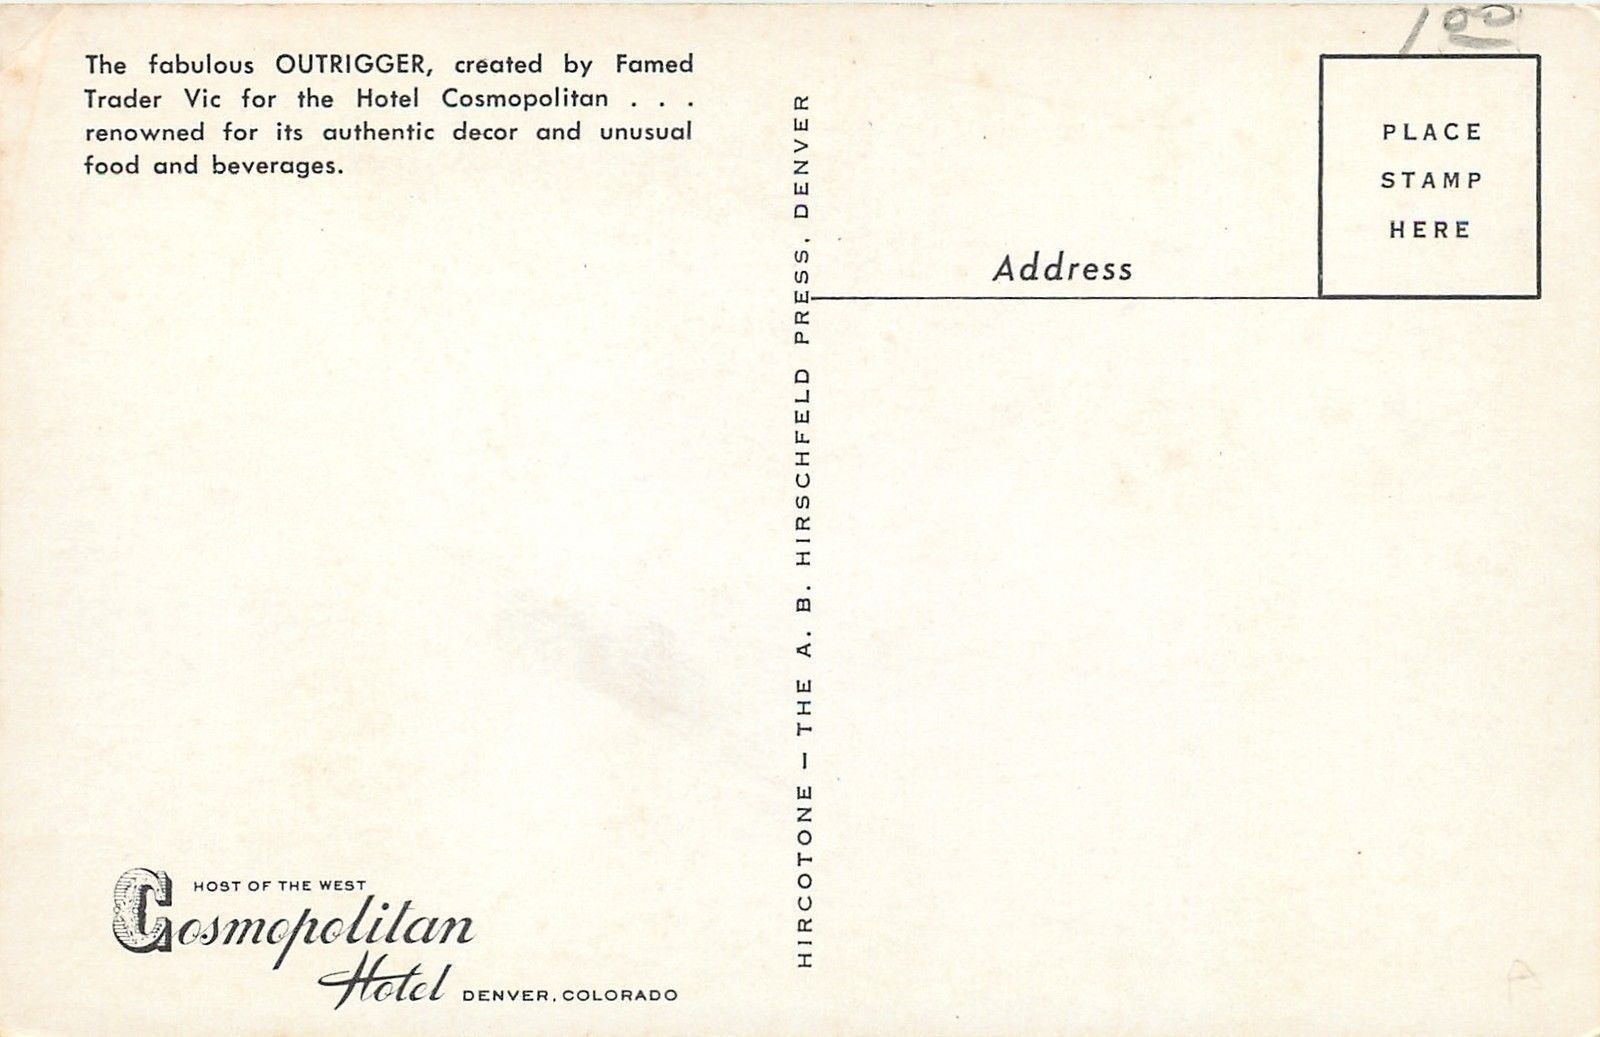 The fabulous OUTRIGGER, created by Famed
Trader Vic for the Hotel Cosmopolitan . . .
renowned for its authentic decor and unusual
food and beverages.
HOST OF THE WEST
Cosmopolitan
Hotel DENVER, COLORADO
HIRCOTONE — THE A. B. HIRSCHFELD PRESS, DENVER
1 00
PLACE
STAMP
HERE
Address